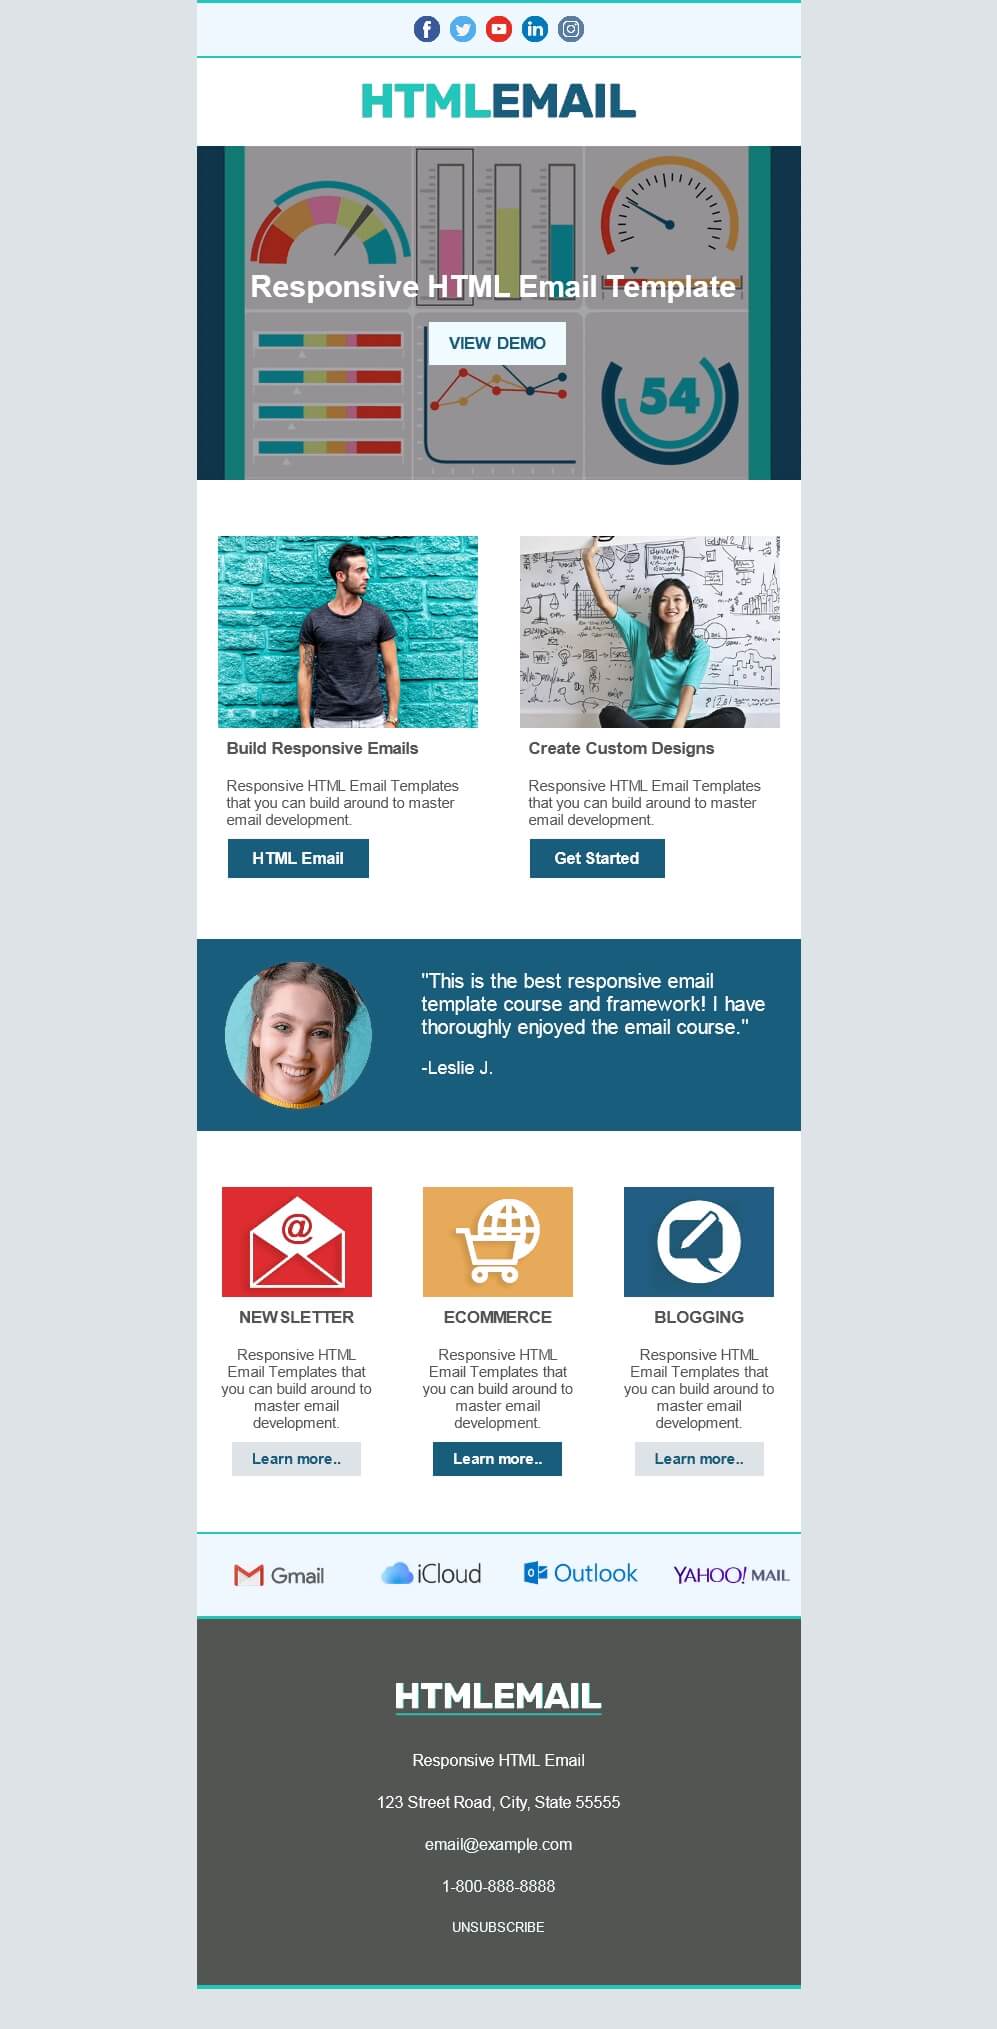 HTMLEMAIL
54
Responsive HTML Email Template
VIEW DEMO
Build Responsive Emails
Responsive HTML Email Templates
that you can build around to master
email development.
HTML Email
Create Custom Designs
Responsive HTML Email Templates
that you can build around to master
email development.
Get Started
"This is the best responsive email
template course and framework! I have
thoroughly enjoyed the email course."
-Leslie J.
NEWSLETTER
Responsive HTML
Email Templates that
you can build around to
master email
development.
Learn more..
ECOMMERCE
Responsive HTML
Email Templates that
you can build around to
master email
development.
Learn more..
BLOGGING
Responsive HTML
Email Templates that
you can build around to
master email
development.
Learn more..
Gmail
iCloud
Outlook
YAHOO! MAIL
HTMLEMAIL
Responsive HTML Email
123 Street Road, City, State 55555
email@example.com
1-800-888-8888
UNSUBSCRIBE